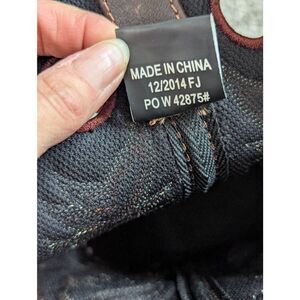 MADE IN CHINA
12/2014 FJ
PO W 42875#